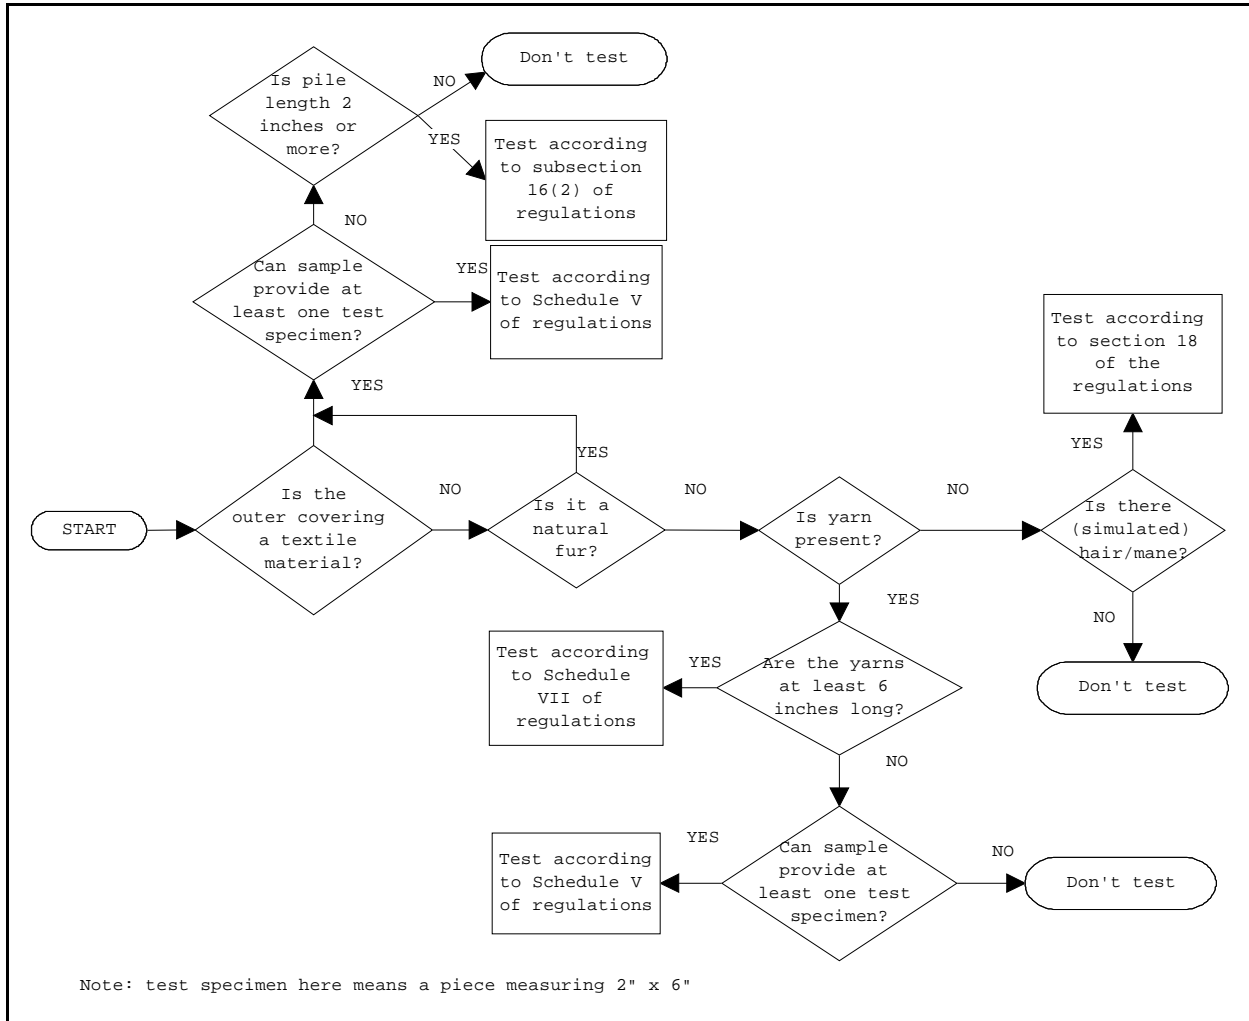 Is pile
length 2
inches or
more?
NO
Don't test
YES
Test according
to subsection
16(2) of
regulations
NO
Can sample
provide at
least one test
specimen?
YES
Test according
to Schedule V
of regulations
YES
START
Is the
outer covering
a textile
material?
NO
YES
Is it a
natural
fur?
NO
Is yarn
present?
NO
Test according
to section 18
of the
regulations
YES
Is there
(simulated)
hair/mane?
NO
Don't test
YES
Are the yarns
at least 6
inches long?
YES
Test according
to Schedule
VII of
regulations
NO
Can sample
provide at
least one test
specimen?
YES
Test according
to Schedule V
of regulations
NO
Don't test
Note: test specimen here means a piece measuring 2" x 6"